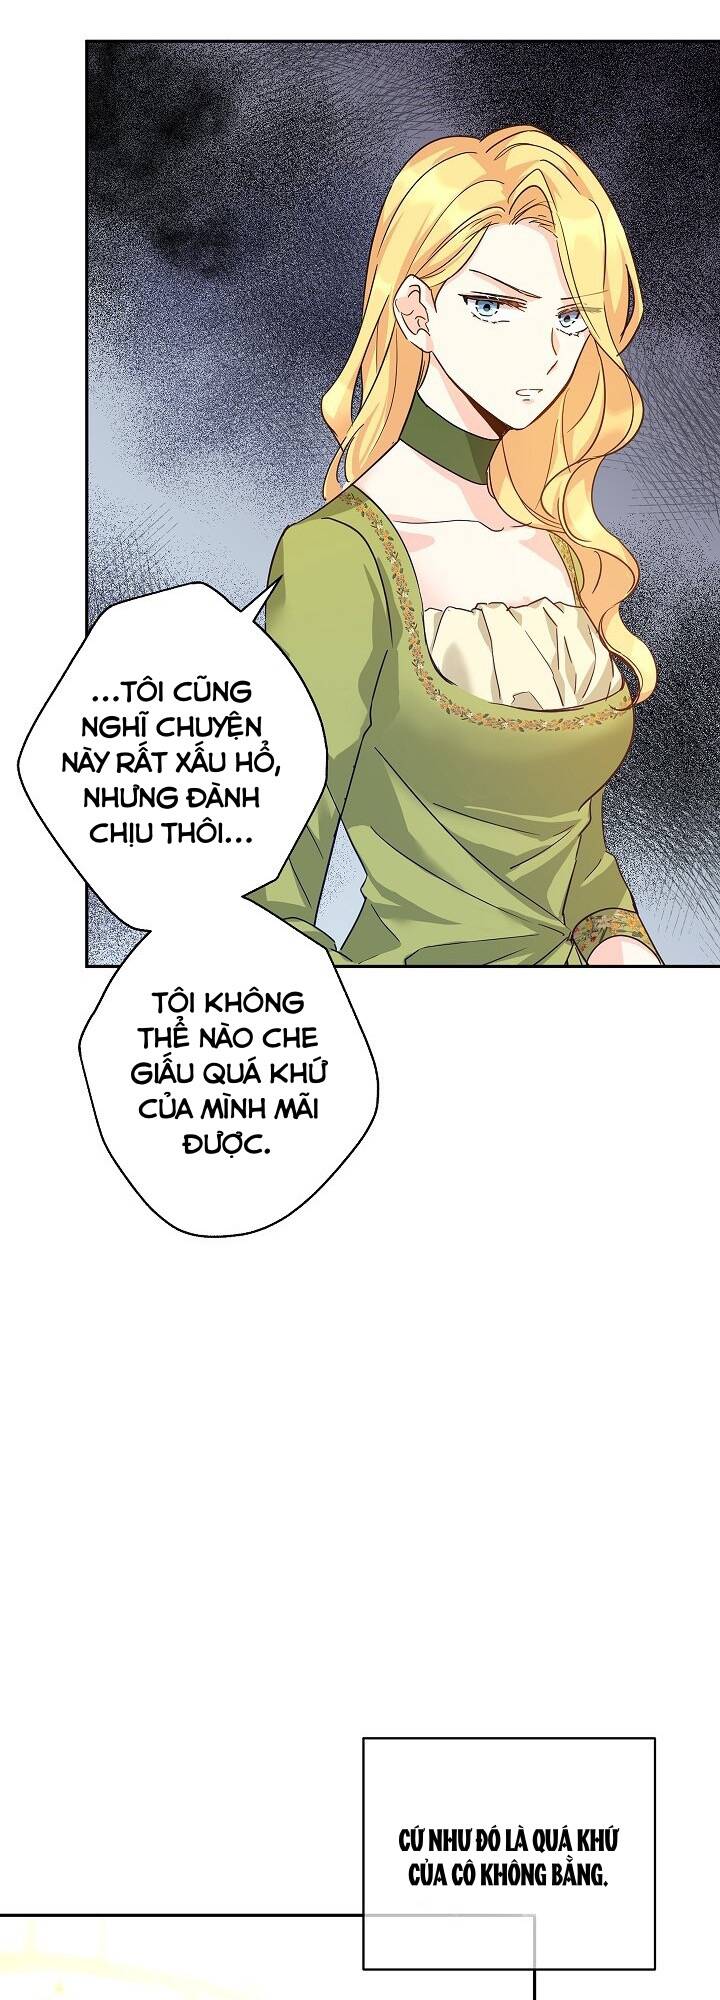 ...TÔI CŨNG
NGHĨ CHUYỆN
NÀY RẤT XẤU HỔ,
NHƯNG ĐÀNH
CHỊU THÔI...
TÔI KHÔNG
THỂ NÀO CHE
GIẤU QUÁ KHỨ
CỦA MÌNH MÃI
ĐƯỢC.
CỨ NHƯ ĐÓ LÀ QUÁ KHỨ
CỦA CÔ KHÔNG BẰNG.